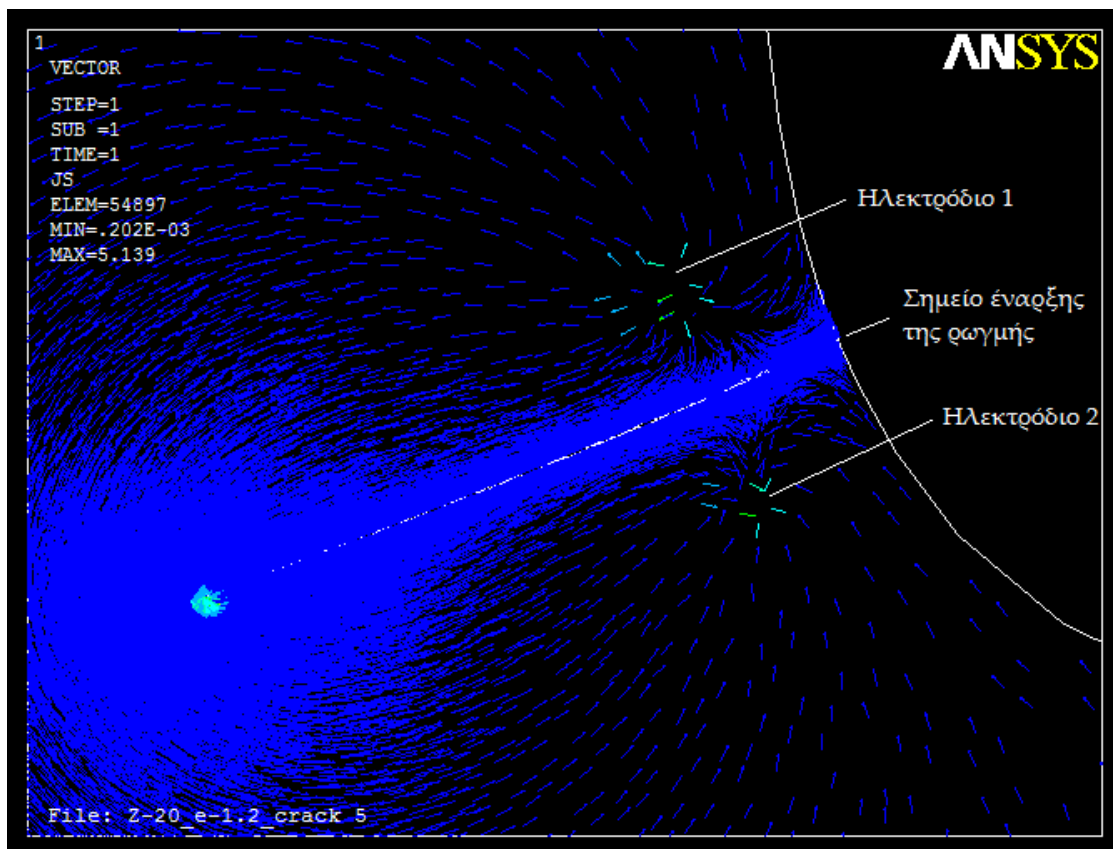 1
ANSYS
VECTOR
STEP=1
SUB =1
TIME=1
JS
ELEM=54897
MIN=.202E-03
MAX=5.139
Ηλεκτρόδιο 1
Σημείο έναρξης
της ρωγμής
Ηλεκτρόδιο 2
File: Z-20_e-1.2_crack 5